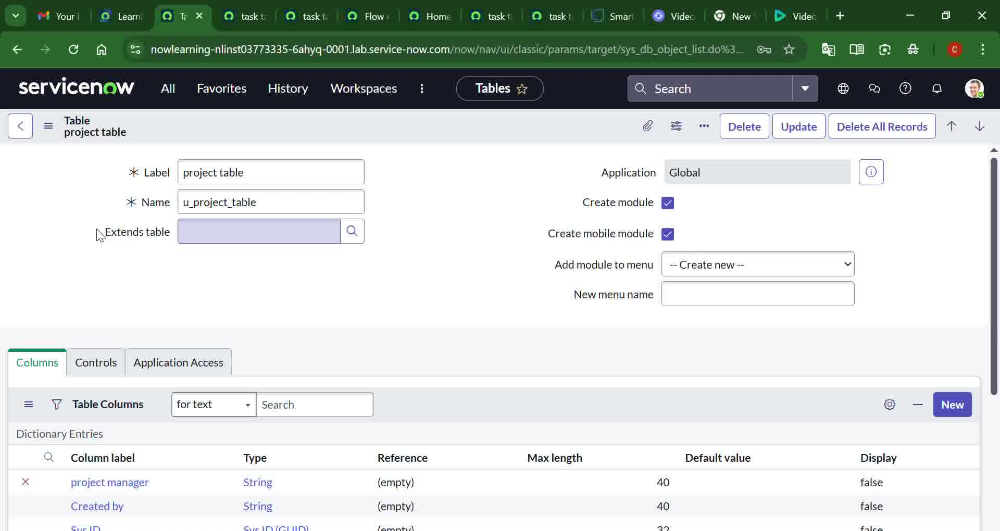 Your
Learni
Ta
task t
task t
Flow
Home
task t
task t
Smar
Video
New
Video
nowlearning-nlinst03773335-6ahyq-0001.lab.service-now.com/now/nav/ui/classic/params/target/sys_db_object_list.do%3...
C
servicenow
All
Favorites
History
Workspaces
Tables
Search
Table
project table
Delete
Update
Delete All Records
Label
project table
Application
Global
Name
u_project_table
Create module
Extends table
Create mobile module
Add module to menu
-- Create new --
New menu name
Columns
Controls
Application Access
Table Columns
for text
Search
New
Dictionary Entries
Column label Type Reference Max length Default value Display
project manager String (empty) 40 false
Created by String (empty) 40 false
Sys ID Sys ID (GUID) (empty) 32 false